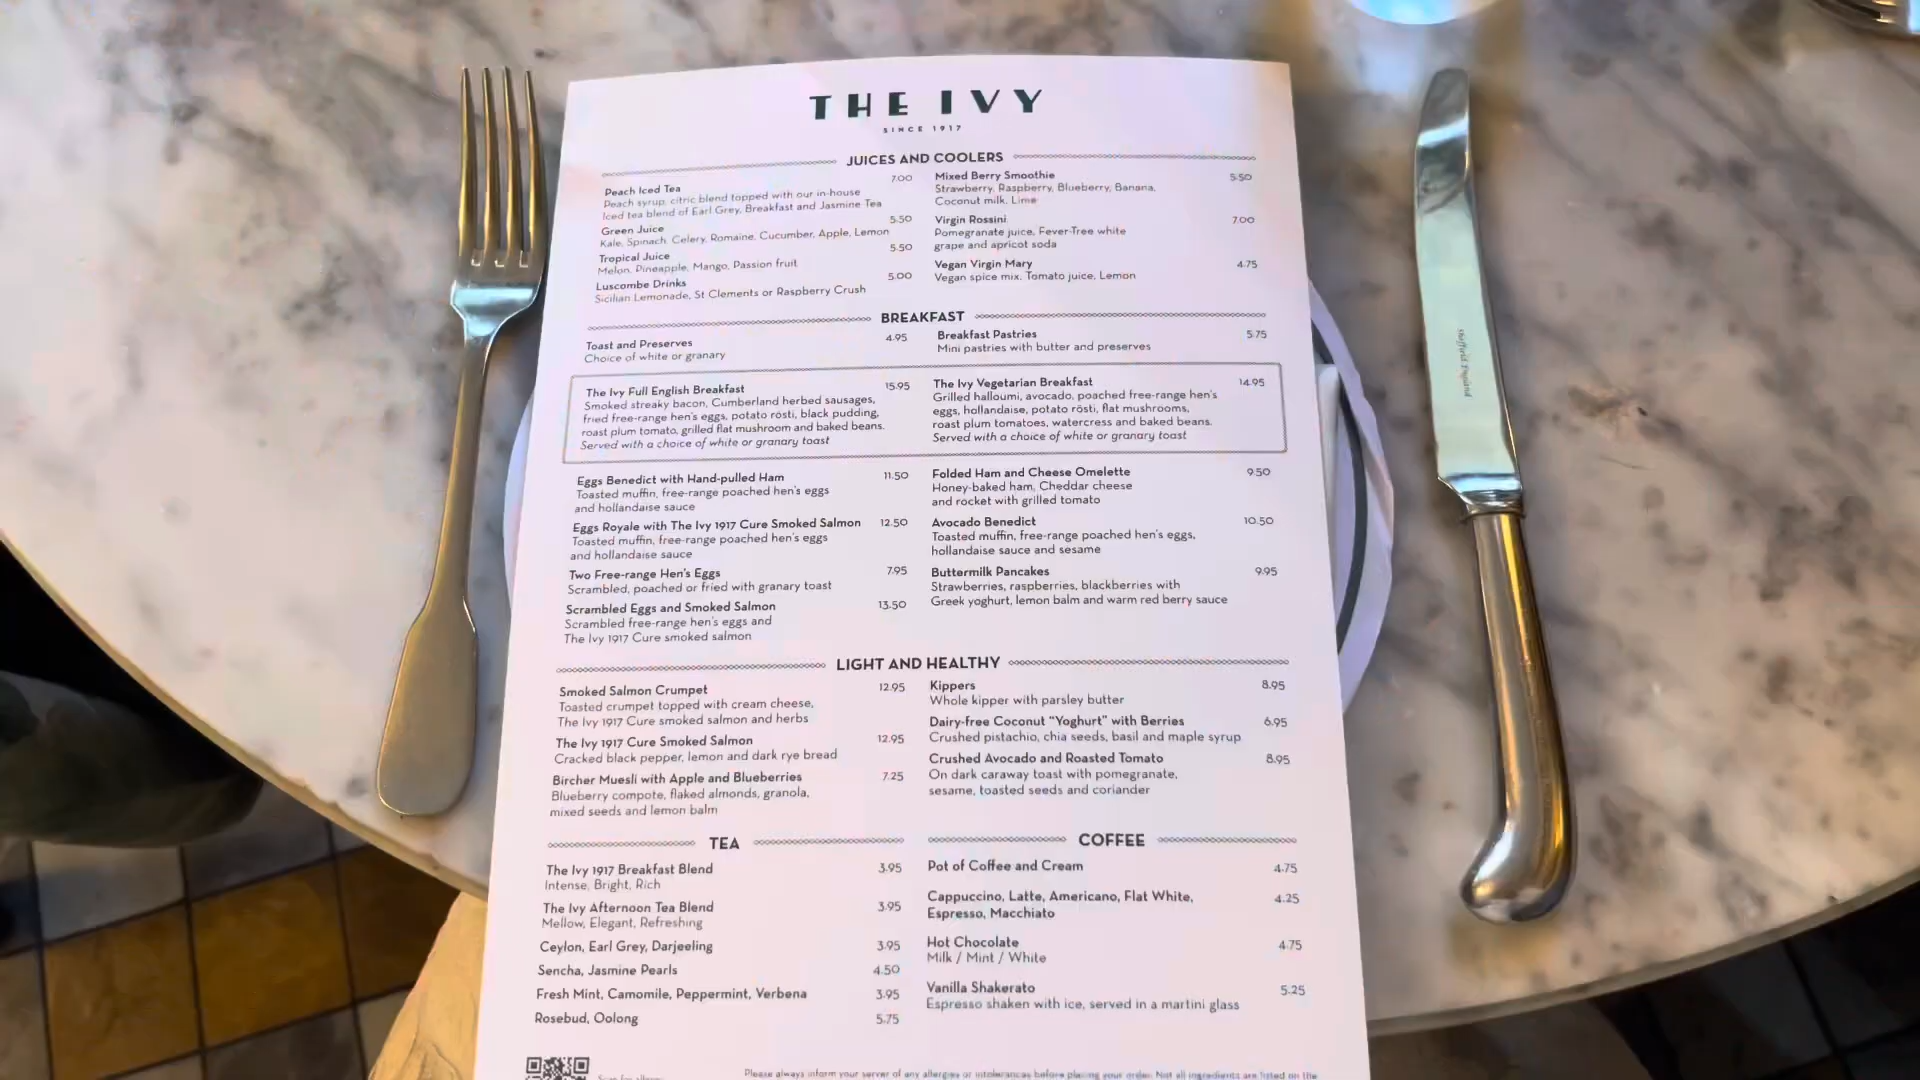 THE IVY
SINCE 1917
JUICES AND COOLERS
Peach Iced Tea 7.00
Peach syrup, citric blend topped with our in-house
Iced tea blend of Earl Grey, Breakfast and Jasmine Tea
Green Juice 5.50
Kale, Spinach, Celery, Romaine, Cucumber, Apple, Lemon
Tropical Juice 5.50
Melon, Pineapple, Mango, Passion fruit
Luscombe Drinks 5.00
Sicilian Lemonade, St Clements or Raspberry Crush
Mixed Berry Smoothie 5.50
Strawberry, Raspberry, Blueberry, Banana,
Coconut milk, Lime
Virgin Rossini 7.00
Pomegranate juice, Fever-Tree white
grape and apricot soda
Vegan Virgin Mary 4.75
Vegan spice mix, Tomato juice, Lemon
BREAKFAST
Toast and Preserves 4.95
Choice of white or granary
Breakfast Pastries 5.75
Mini pastries with butter and preserves
The Ivy Full English Breakfast 15.95
Smoked streaky bacon, Cumberland herbed sausages,
fried free-range hen's eggs, potato rösti, black pudding,
roast plum tomato, grilled flat mushroom and baked beans.
Served with a choice of white or granary toast
The Ivy Vegetarian Breakfast 14.95
Grilled halloumi, avocado, poached free-range hen's
eggs, hollandaise, potato rösti, flat mushrooms,
roast plum tomatoes, watercress and baked beans.
Served with a choice of white or granary toast
Eggs Benedict with Hand-pulled Ham 11.50
Toasted muffin, free-range poached hen's eggs
and hollandaise sauce
Eggs Royale with The Ivy 1917 Cure Smoked Salmon 12.50
Toasted muffin, free-range poached hen's eggs
and hollandaise sauce
Two Free-range Hen's Eggs 7.95
Scrambled, poached or fried with granary toast
Scrambled Eggs and Smoked Salmon 13.50
Scrambled free-range hen's eggs and
The Ivy 1917 Cure smoked salmon
Folded Ham and Cheese Omelette 9.50
Honey-baked ham, Cheddar cheese
and rocket with grilled tomato
Avocado Benedict 10.50
Toasted muffin, free-range poached hen's eggs,
hollandaise sauce and sesame
Buttermilk Pancakes 9.95
Strawberries, raspberries, blackberries with
Greek yoghurt, lemon balm and warm red berry sauce
LIGHT AND HEALTHY
Smoked Salmon Crumpet 12.95
Toasted crumpet topped with cream cheese,
The Ivy 1917 Cure smoked salmon and herbs
The Ivy 1917 Cure Smoked Salmon 12.95
Cracked black pepper, lemon and dark rye bread
Bircher Muesli with Apple and Blueberries 7.25
Blueberry compote, flaked almonds, granola,
mixed seeds and lemon balm
Kippers 8.95
Whole kipper with parsley butter
Dairy-free Coconut "Yoghurt" with Berries 6.95
Crushed pistachio, chia seeds, basil and maple syrup
Crushed Avocado and Roasted Tomato 8.95
On dark caraway toast with pomegranate,
sesame, toasted seeds and coriander
TEA
The Ivy 1917 Breakfast Blend 3.95
Intense, Bright, Rich
The Ivy Afternoon Tea Blend 3.95
Mellow, Elegant, Refreshing
Ceylon, Earl Grey, Darjeeling 3.95
Sencha, Jasmine Pearls 4.50
Fresh Mint, Camomile, Peppermint, Verbena 3.95
Rosebud, Oolong 5.75
COFFEE
Pot of Coffee and Cream 4.75
Cappuccino, Latte, Americano, Flat White, 4.25
Espresso, Macchiato
Hot Chocolate 4.75
Milk / Mint / White
Vanilla Shakerato 5.25
Espresso shaken with ice, served in a martini glass
Please always inform your server of any allergies or intolerances before placing your order. Not all ingredients are listed on the
Sheffield England